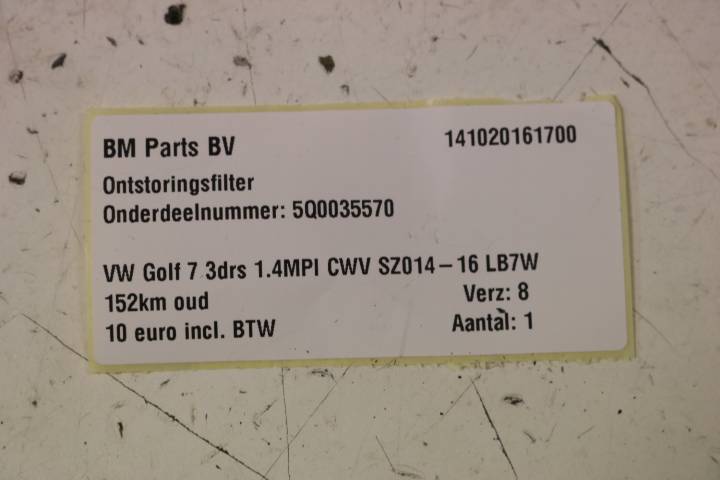 BM Parts BV 141020161700
Ontstoringsfilter
Onderdeelnummer: 5Q0035570
VW Golf 7 3drs 1.4MPI CWV SZ014-16 LB7W
152km oud Verz: 8
10 euro incl. BTW Aantal: 1